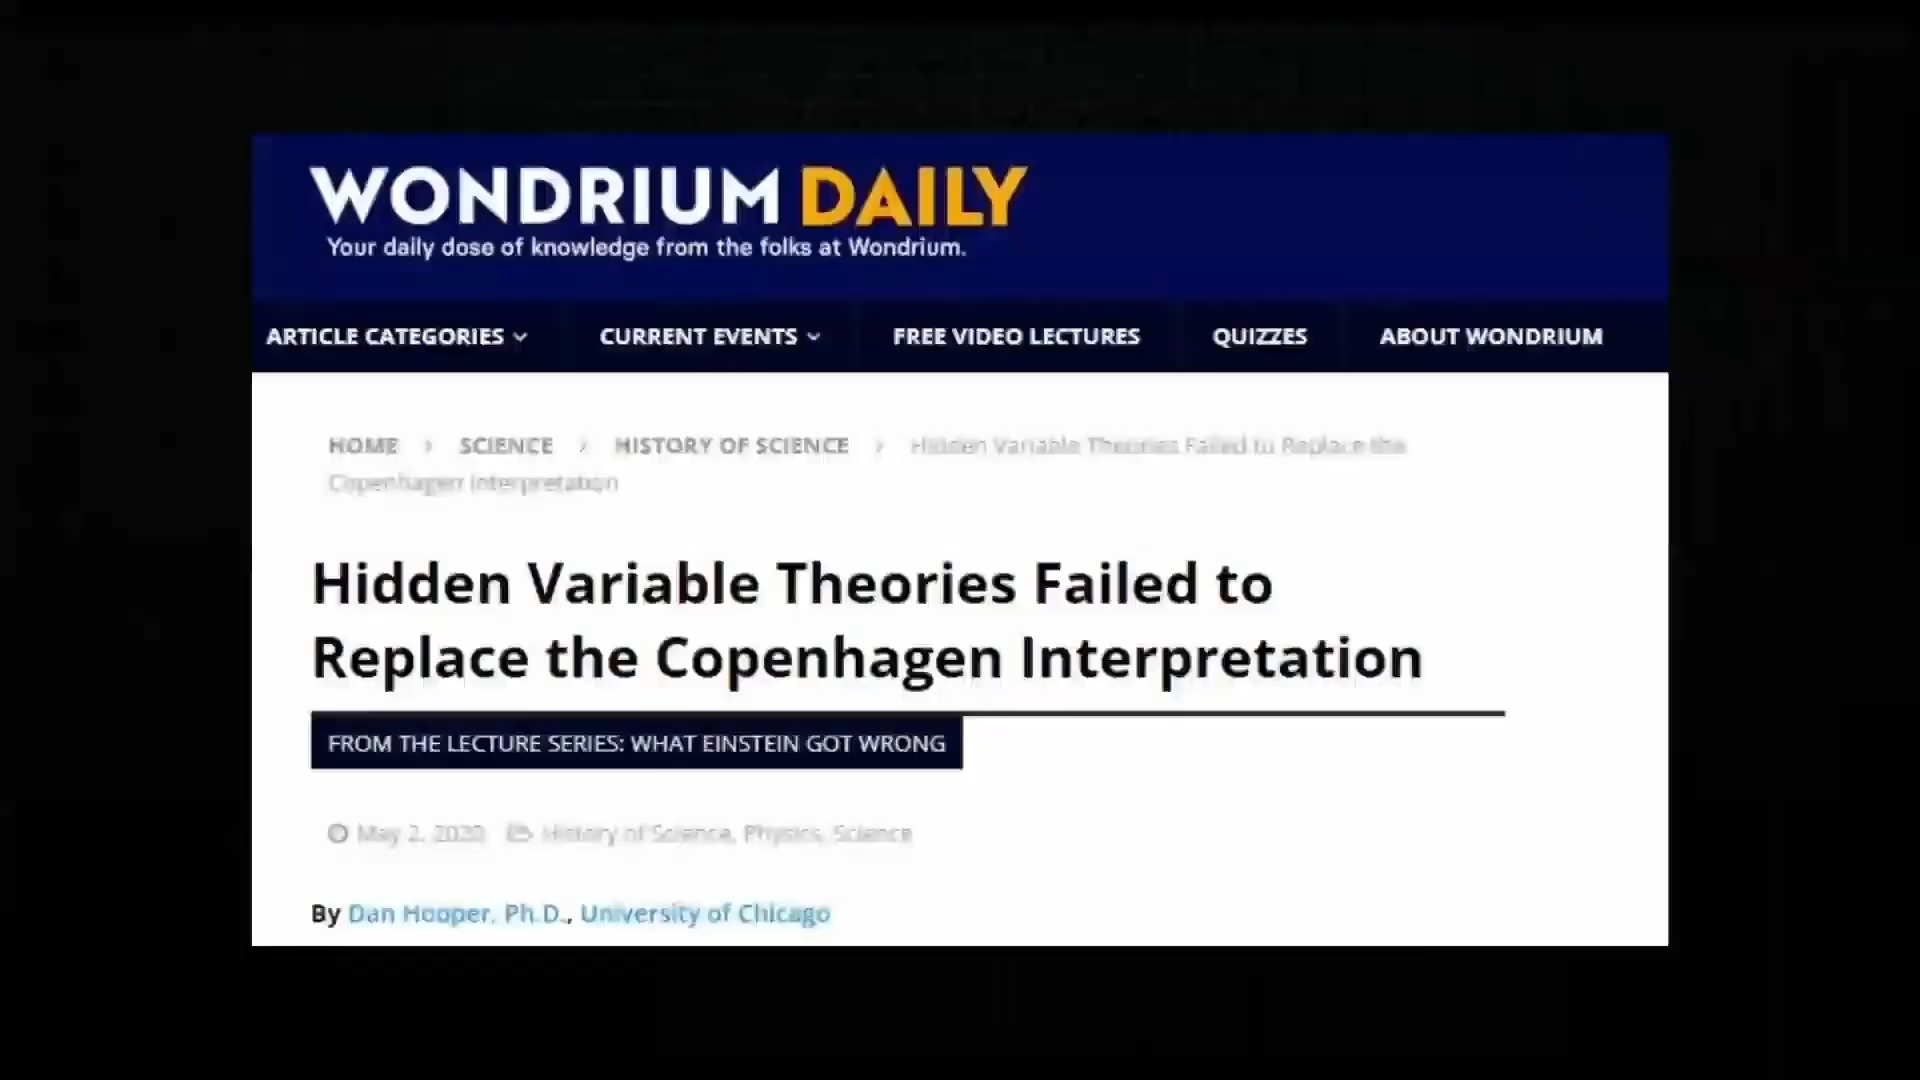 WONDRIUM DAILY
Your daily dose of knowledge from the folks at Wondrium.
ARTICLE CATEGORIES CURRENT EVENTS FREE VIDEO LECTURES QUIZZES ABOUT WONDRIUM
HOME > SCIENCE > HISTORY OF SCIENCE > Hidden Variable Theories Failed to Replace the
Copenhagen Interpretation
Hidden Variable Theories Failed to
Replace the Copenhagen Interpretation
FROM THE LECTURE SERIES: WHAT EINSTEIN GOT WRONG
May 2, 2020 History of Science, Physics, Science
By Dan Hooper, Ph.D., University of Chicago